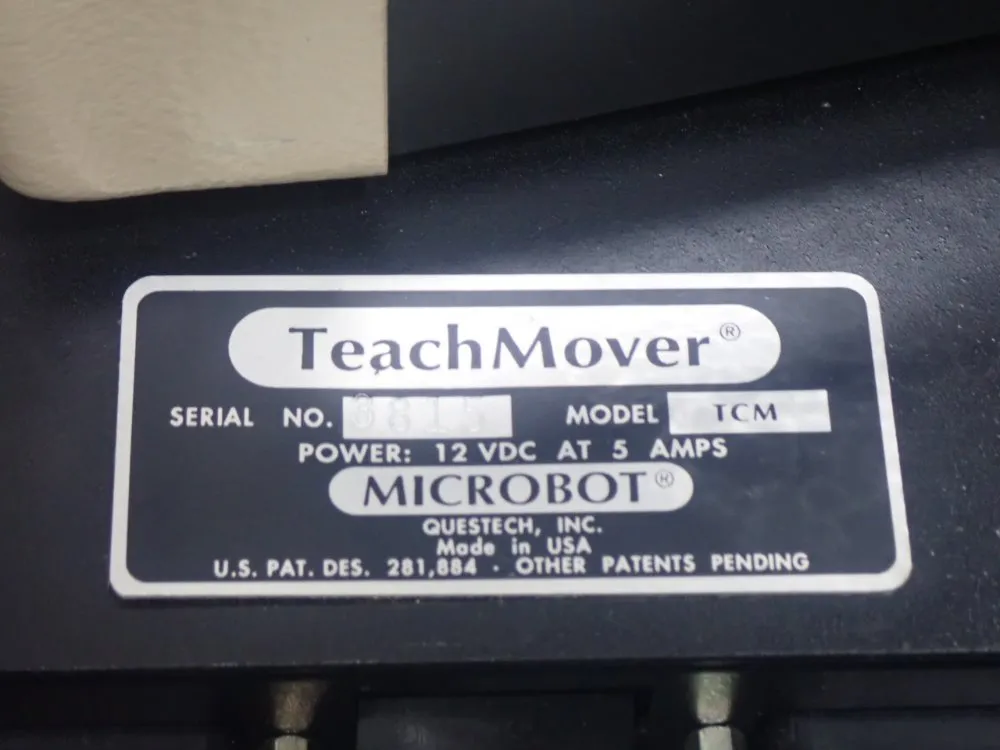 TeachMover®
SERIAL NO. MODEL TCM
POWER: 12 VDC AT 5 AMPS
MICROBOT®
QUESTECH, INC.
Made in USA
U.S. PAT. DES. 281,884 · OTHER PATENTS PENDING